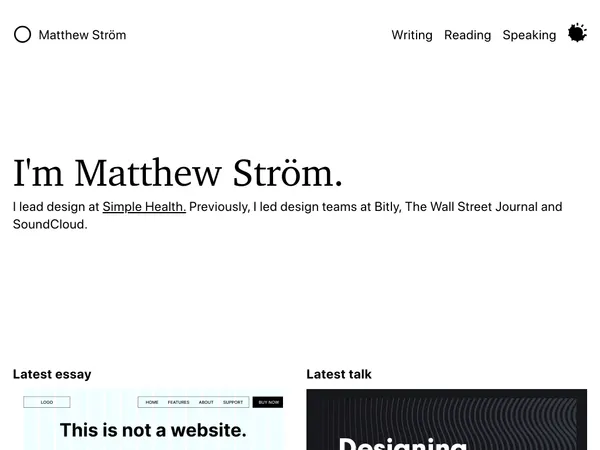 Matthew Ström
Writing Reading Speaking
I'm Matthew Ström.
I lead design at Simple Health. Previously, I led design teams at Bitly, The Wall Street Journal and
SoundCloud.
Latest essay
LOGO
HOME FEATURES ABOUT SUPPORT BUY NOW
This is not a website.
Latest talk
Designing